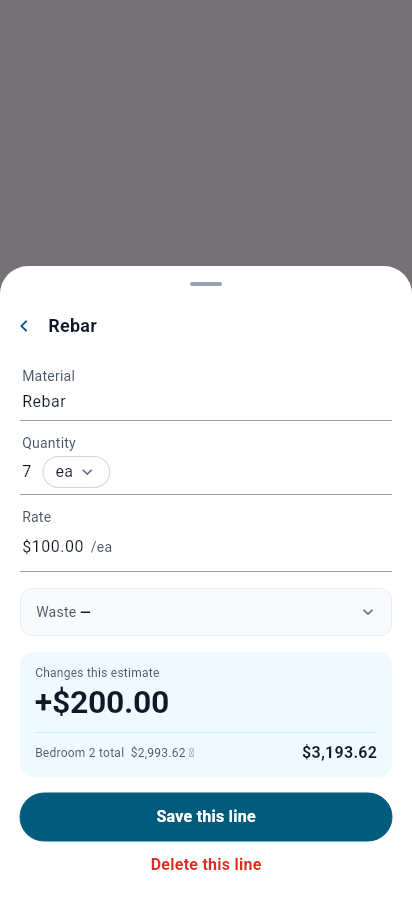 Rebar
Material
Rebar
Quantity
7 ea
Rate
$100.00 /ea
Waste —
Changes this estimate
+$200.00
Bedroom 2 total $2,993.62 $3,193.62
Save this line
Delete this line